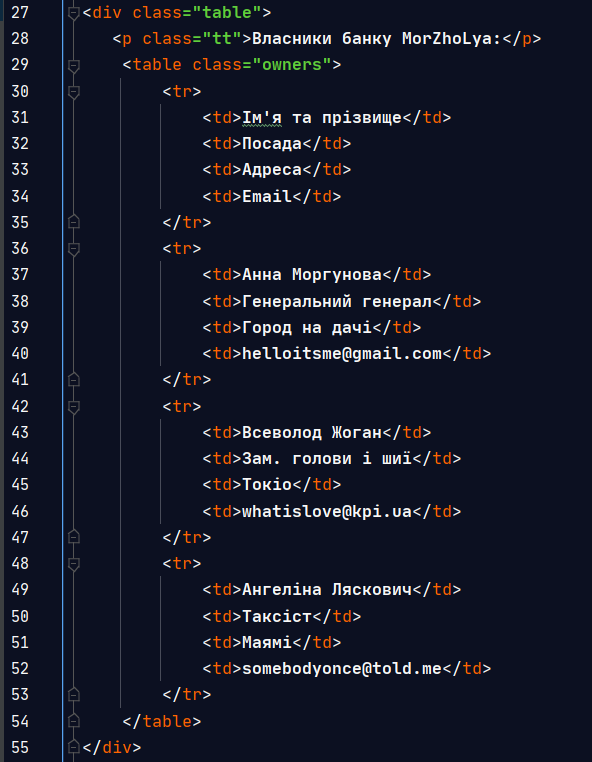 27 <div class="table">
28 <p class="tt">Власники банку MorZhoLya:</p>
29 <table class="owners">
30 <tr>
31 <td>Ім'я та прізвище</td>
32 <td>Посада</td>
33 <td>Адреса</td>
34 <td>Email</td>
35 </tr>
36 <tr>
37 <td>Анна Моргунова</td>
38 <td>Генеральний генерал</td>
39 <td>Город на дачі</td>
40 <td>helloitsme@gmail.com</td>
41 </tr>
42 <tr>
43 <td>Всеволод Жоган</td>
44 <td>Зам. голови і шиї</td>
45 <td>Токіо</td>
46 <td>whatislove@kpi.ua</td>
47 </tr>
48 <tr>
49 <td>Ангеліна Ляскович</td>
50 <td>Таксіст</td>
51 <td>Маямі</td>
52 <td>somebodyonce@told.me</td>
53 </tr>
54 </table>
55 </div>